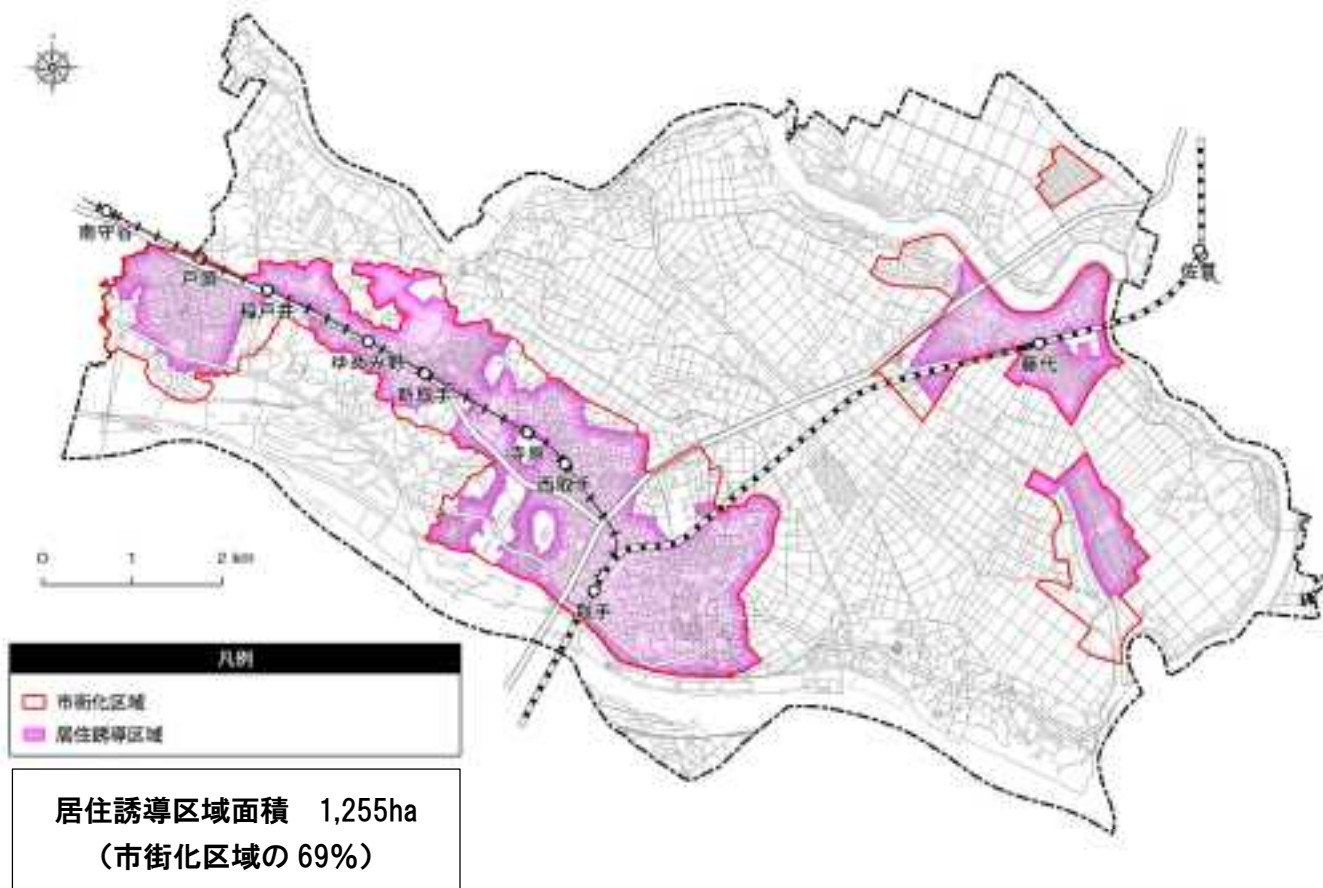 南守谷
戸頭
稲戸井
ゆめみ野
新取手
寺原
西取手
取手
藤代
佐貫
0 1 2 km
凡例
市街化区域
居住誘導区域
居住誘導区域面積 1,255ha
（市街化区域の 69%）